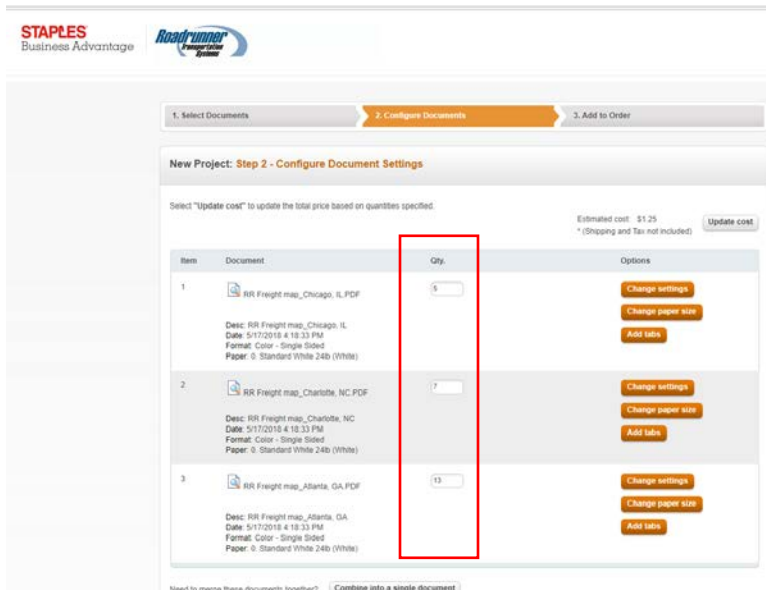 STAPLES
Business Advantage
Roadrunner
Transportation
Systems
1. Select Documents
2. Configure Documents
3. Add to Order
New Project: Step 2 - Configure Document Settings
Select "Update cost" to update the total price based on quantities specified.
Estimated cost $1.25
* (Shipping and Tax not included)
Update cost
Item Document Qty. Options
1 RR Freight map_Chicago, IL.PDF 5 Change settings
Change paper size
Desc: RR Freight map_Chicago, IL
Date: 5/17/2018 4:18:33 PM Add tabs
Format: Color - Single Sided
Paper: 0. Standard White 24lb (White)
2 RR Freight map_Charlotte, NC.PDF 7 Change settings
Change paper size
Desc: RR Freight map_Charlotte, NC
Date: 5/17/2018 4:18:33 PM Add tabs
Format: Color - Single Sided
Paper: 0. Standard White 24lb (White)
3 RR Freight map_Atlanta, GA.PDF 13 Change settings
Change paper size
Desc: RR Freight map_Atlanta, GA
Date: 5/17/2018 4:18:33 PM Add tabs
Format: Color - Single Sided
Paper: 0. Standard White 24lb (White)
Need to merge these documents together? Combine into a single document